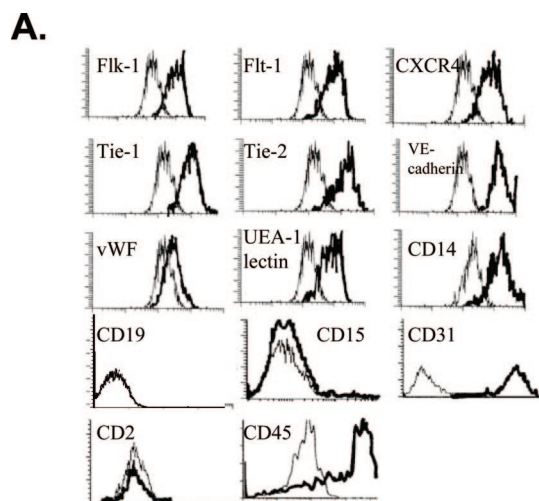 A.
Flk-1
Flt-1
CXCR4
Tie-1
Tie-2
VE-
cadherin
vWF
UEA-1
lectin
CD14
CD19
CD15
CD31
CD2
CD45